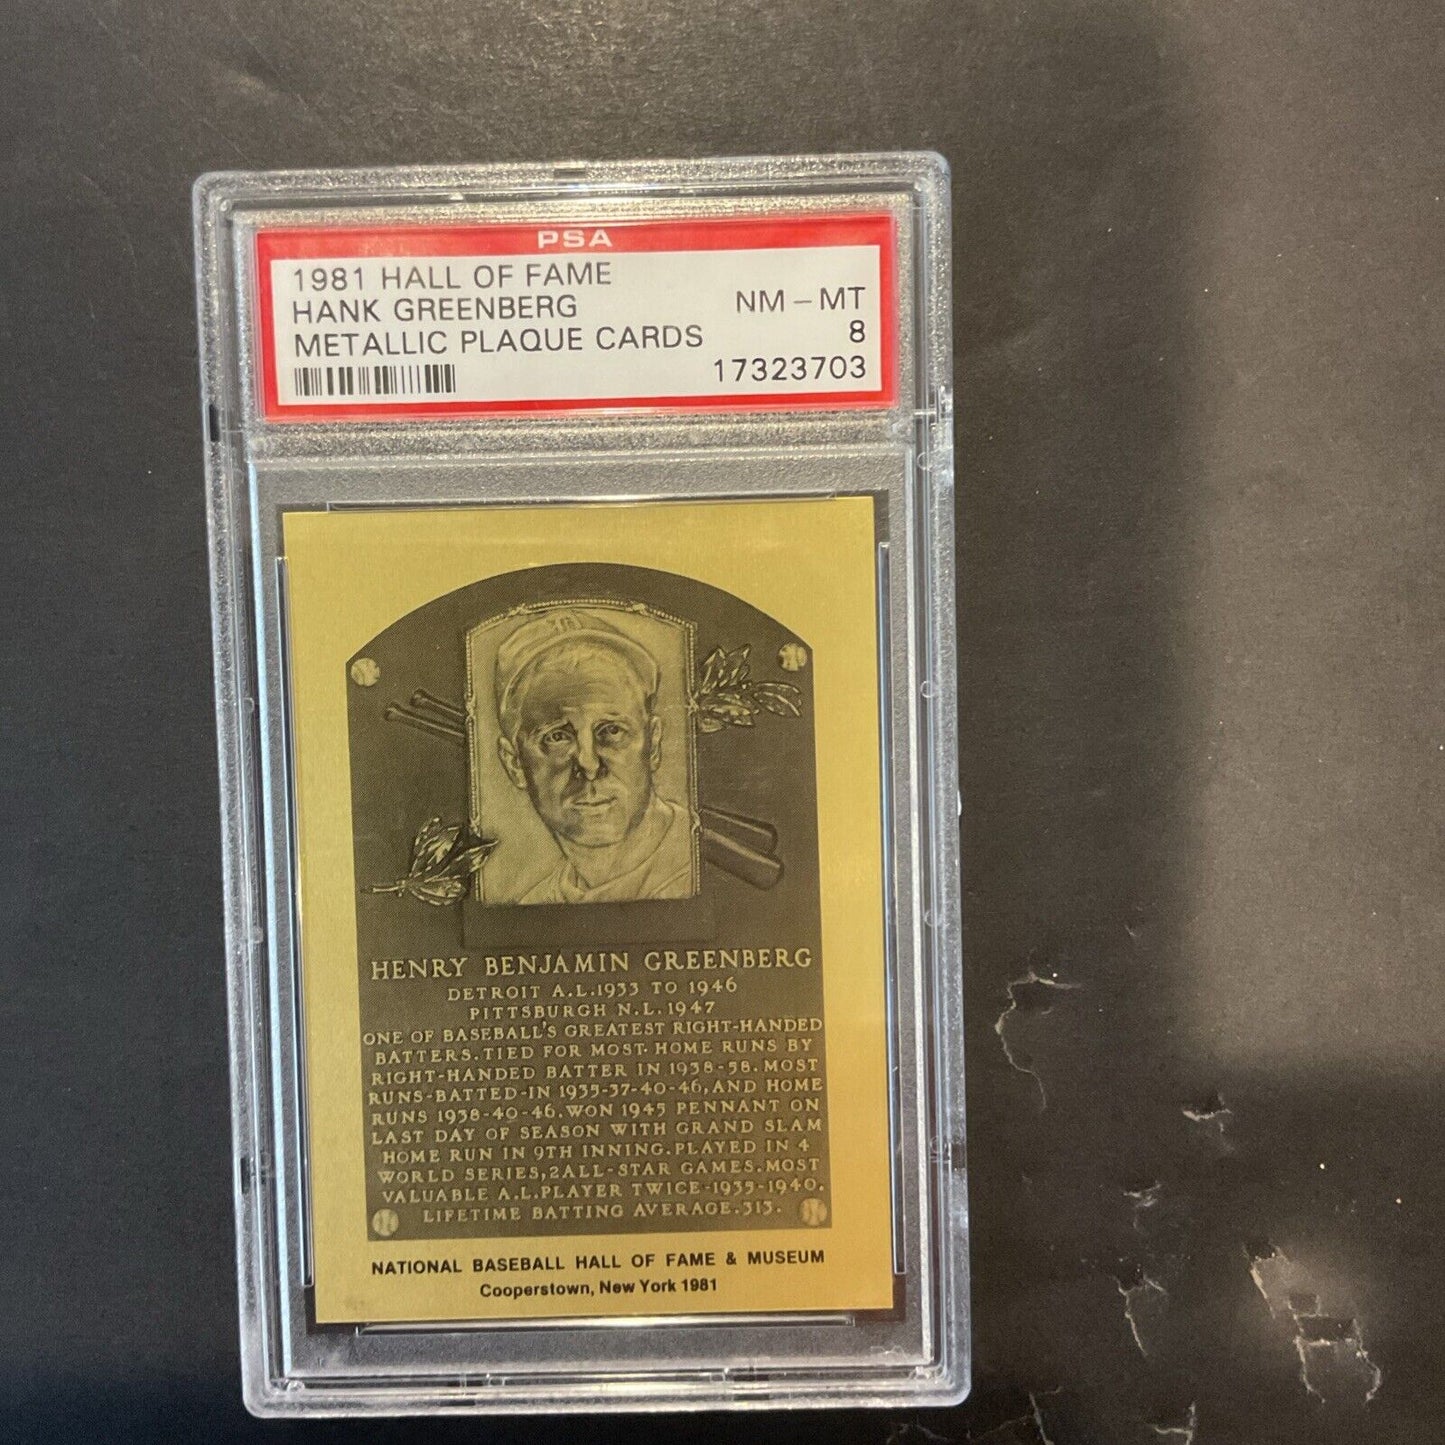 PSA
1981 HALL OF FAME
HANK GREENBERG NM - MT
METALLIC PLAQUE CARDS 8
17323703
HENRY BENJAMIN GREENBERG
DETROIT A.L. 1933 TO 1946
PITTSBURGH N.L. 1947
ONE OF BASEBALL'S GREATEST RIGHT-HANDED
BATTERS. TIED FOR MOST HOME RUNS BY
RIGHT-HANDED BATTER IN 1938-58. MOST
RUNS-BATTED-IN 1935-37-40-46, AND HOME
RUNS 1938-40-46. WON 1945 PENNANT ON
LAST DAY OF SEASON WITH GRAND SLAM
HOME RUN IN 9TH INNING. PLAYED IN 4
WORLD SERIES, 2 ALL-STAR GAMES. MOST
VALUABLE A.L. PLAYER TWICE-1935-1940.
LIFETIME BATTING AVERAGE .313.
NATIONAL BASEBALL HALL OF FAME & MUSEUM
Cooperstown, New York 1981